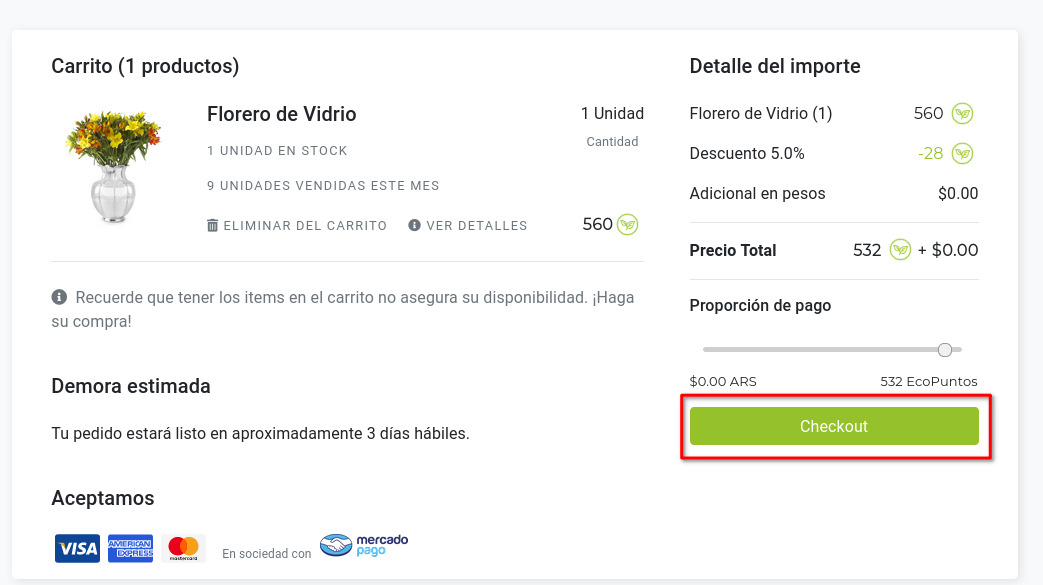 Carrito (1 productos)
Florero de Vidrio
1 Unidad
Cantidad
1 UNIDAD EN STOCK
9 UNIDADES VENDIDAS ESTE MES
ELIMINAR DEL CARRITO
VER DETALLES
560
Recuerde que tener los items en el carrito no asegura su disponibilidad. ¡Haga
su compra!
Demora estimada
Tu pedido estará listo en aproximadamente 3 días hábiles.
Aceptamos
VISA
AMERICAN
EXPRESS
mastercard
En sociedad con
mercado
pago
Detalle del importe
Florero de Vidrio (1) 560
Descuento 5.0% -28
Adicional en pesos $0.00
Precio Total 532 + $0.00
Proporción de pago
$0.00 ARS 532 EcoPuntos
Checkout